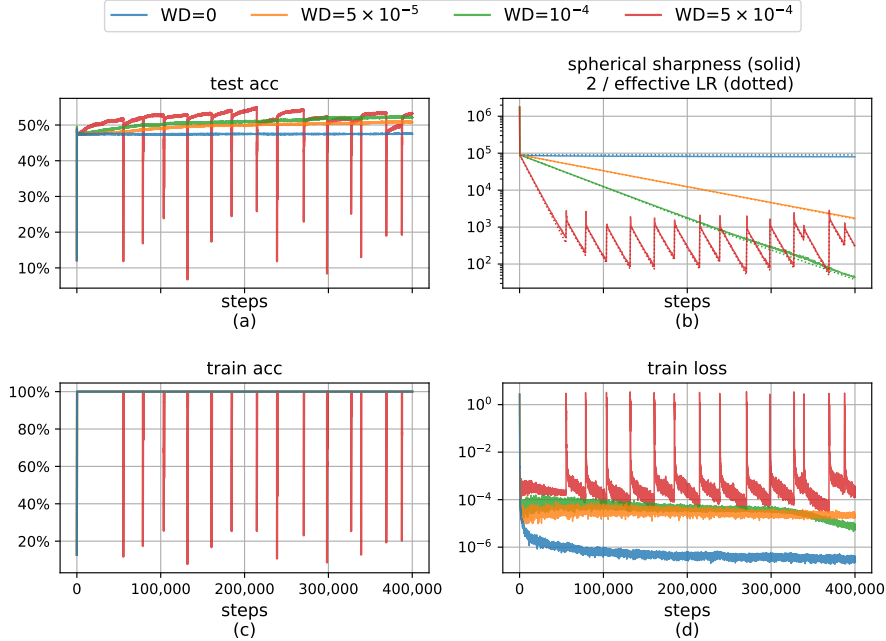 WD=0 WD=5 × 10⁻⁵ WD=10⁻⁴ WD=5 × 10⁻⁴
test acc
50%
40%
30%
20%
10%
steps
(a)
spherical sharpness (solid)
2 / effective LR (dotted)
10⁶
10⁵
10⁴
10³
10²
steps
(b)
train acc
100%
80%
60%
40%
20%
0 100,000 200,000 300,000 400,000
steps
(c)
train loss
10⁰
10⁻²
10⁻⁴
10⁻⁶
0 100,000 200,000 300,000 400,000
steps
(d)